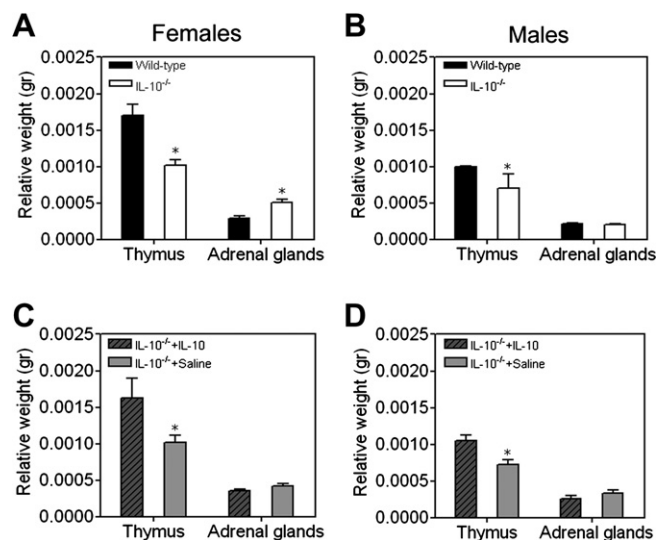 A
Females
Relative weight (gr)
0.0025
0.0020
0.0015
0.0010
0.0005
0.0000
Wild-type
IL-10-/-
*
*
Thymus
Adrenal glands
B
Males
Relative weight (gr)
0.0025
0.0020
0.0015
0.0010
0.0005
0.0000
Wild-type
IL-10-/-
*
Thymus
Adrenal glands
C
Relative weight (gr)
0.0025
0.0020
0.0015
0.0010
0.0005
0.0000
IL-10-/-+IL-10
IL-10-/-+Saline
*
Thymus
Adrenal glands
D
Relative weight (gr)
0.0025
0.0020
0.0015
0.0010
0.0005
0.0000
IL-10-/-+IL-10
IL-10-/-+Saline
*
Thymus
Adrenal glands